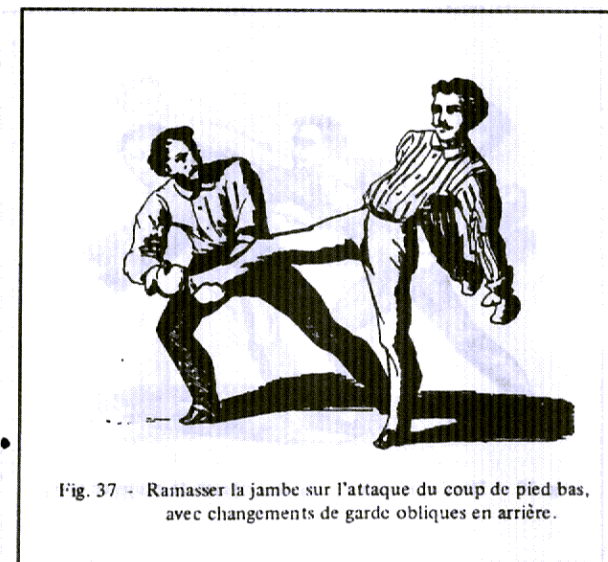 Fig. 37 - Ramasser la jambe sur l'attaque du coup de pied bas,
avec changements de garde obliques en arrière.